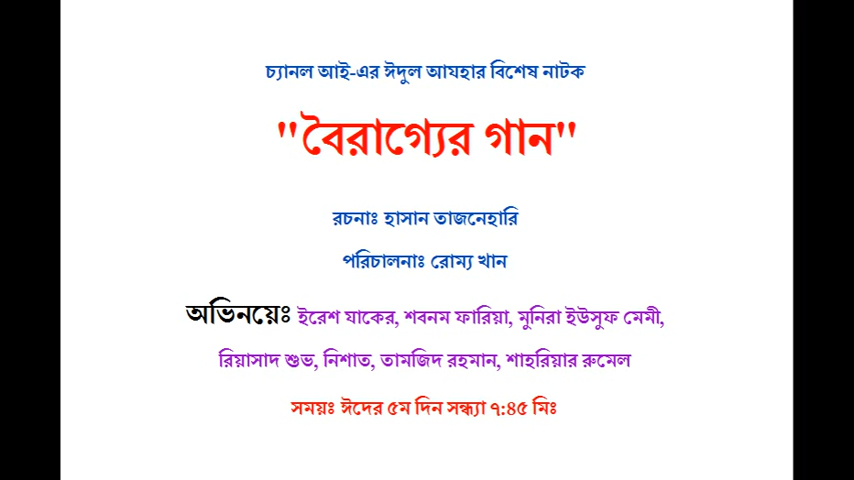 চ্যানল আই-এর ঈদুল আযহার বিশেষ নাটক
"বৈরাগ্যের গান"
রচনাঃ হাসান তাজনেহারি
পরিচালনাঃ রোম্য খান
অভিনয়েঃ ইরেশ যাকের, শবনম ফারিয়া, মুনিরা ইউসুফ মেমী,
রিয়াসাদ শুভ, নিশাত, তামজিদ রহমান, শাহরিয়ার রুমেল
সময়ঃ ঈদের ৫ম দিন সন্ধ্যা ৭:৪৫ মিঃ